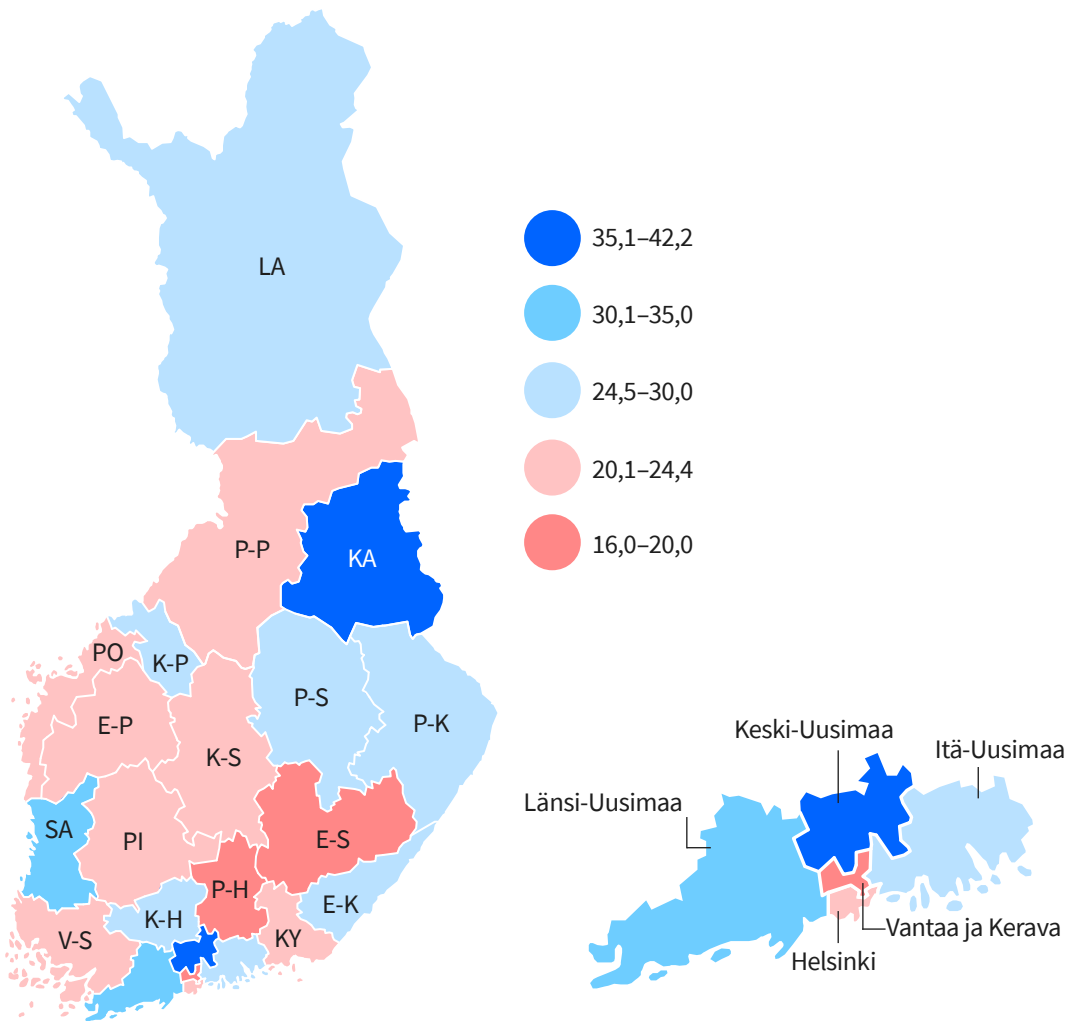 LA
35,1–42,2
30,1–35,0
24,5–30,0
20,1–24,4
16,0–20,0
P-P
KA
PO
K-P
P-S
P-K
E-P
K-S
SA
PI
E-S
P-H
E-K
K-H
V-S
KY
Keski-Uusimaa
Itä-Uusimaa
Länsi-Uusimaa
Vantaa ja Kerava
Helsinki